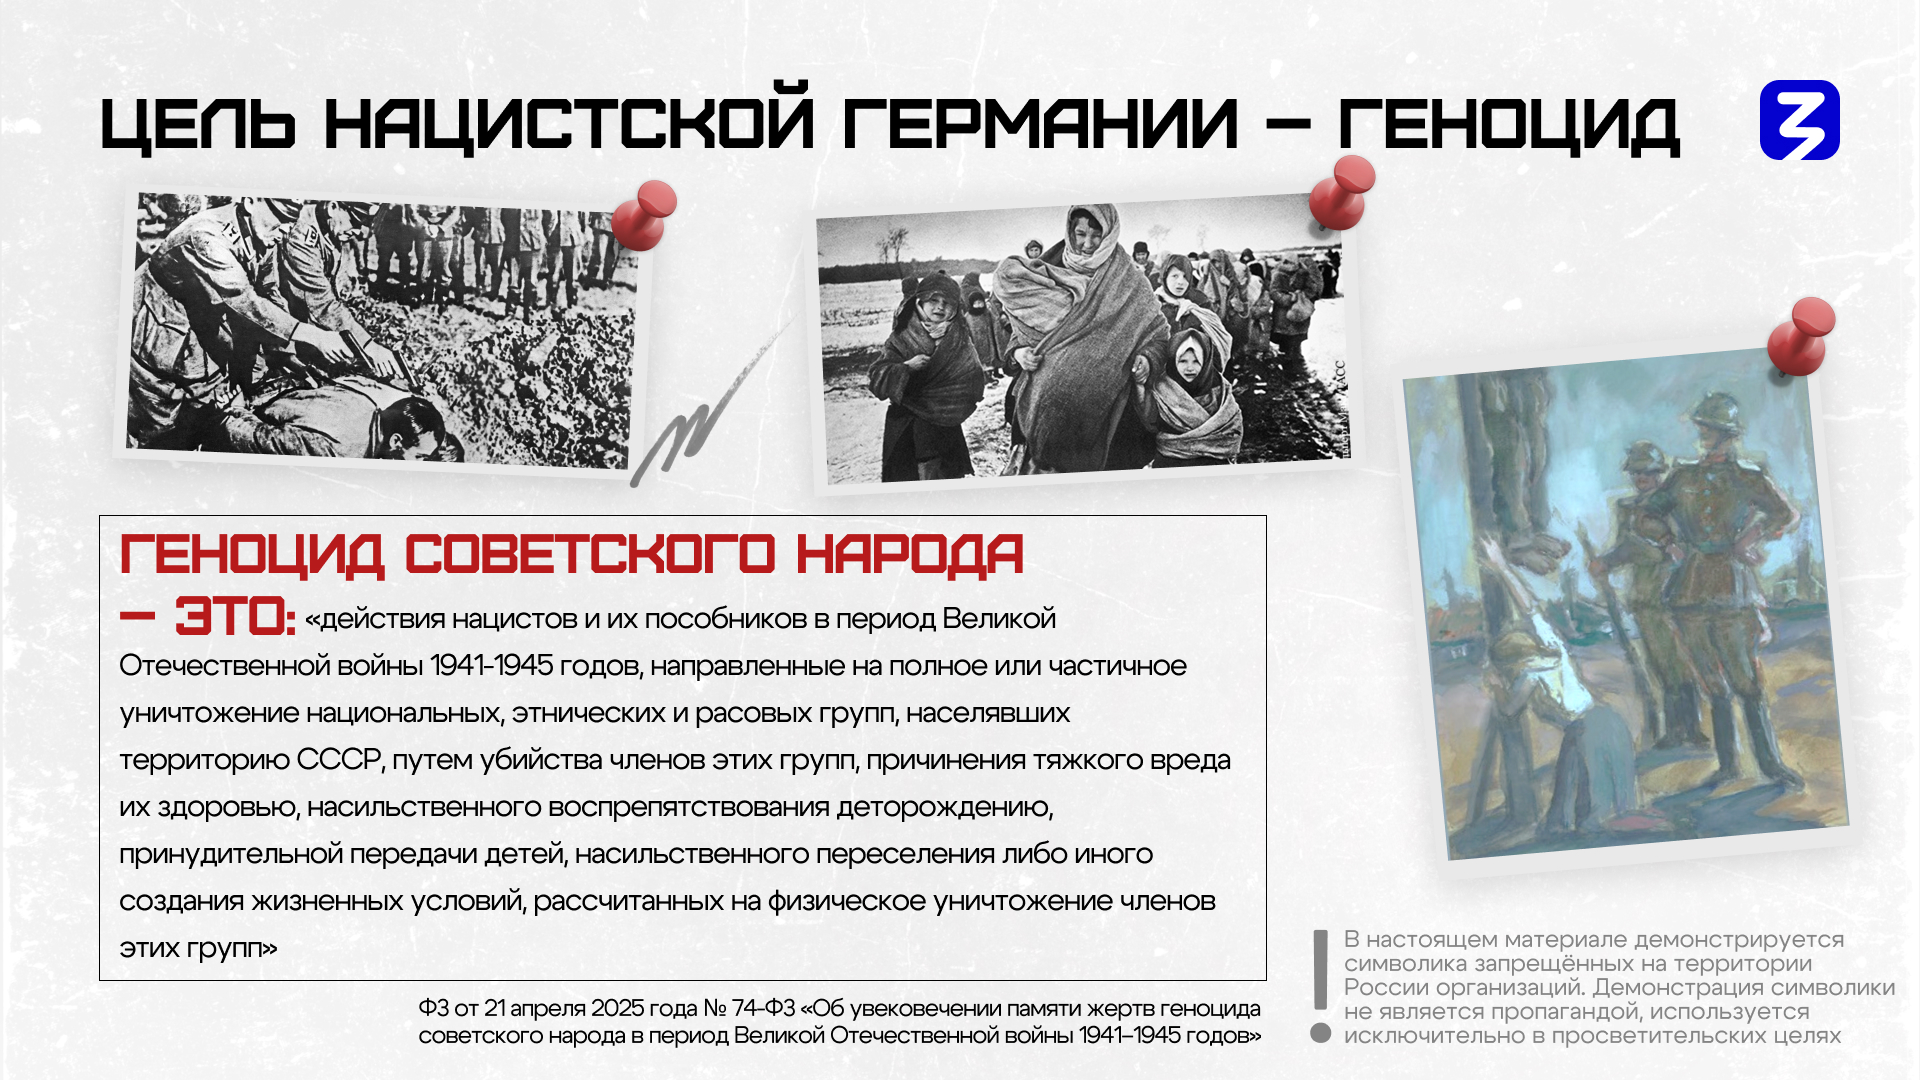 ЦЕЛЬ НАЦИСТСКОЙ ГЕРМАНИИ – ГЕНОЦИД
ТАСС
ГЕНОЦИД СОВЕТСКОГО НАРОДА
– ЭТО: «действия нацистов и их пособников в период Великой
Отечественной войны 1941-1945 годов, направленные на полное или частичное
уничтожение национальных, этнических и расовых групп, населявших
территорию СССР, путем убийства членов этих групп, причинения тяжкого вреда
их здоровью, насильственного воспрепятствования деторождению,
принудительной передачи детей, насильственного переселения либо иного
создания жизненных условий, рассчитанных на физическое уничтожение членов
этих групп»
ФЗ от 21 апреля 2025 года № 74-ФЗ «Об увековечении памяти жертв геноцида
советского народа в период Великой Отечественной войны 1941–1945 годов»
В настоящем материале демонстрируется
символика запрещённых на территории
России организаций. Демонстрация символики
не является пропагандой, используется
исключительно в просветительских целях